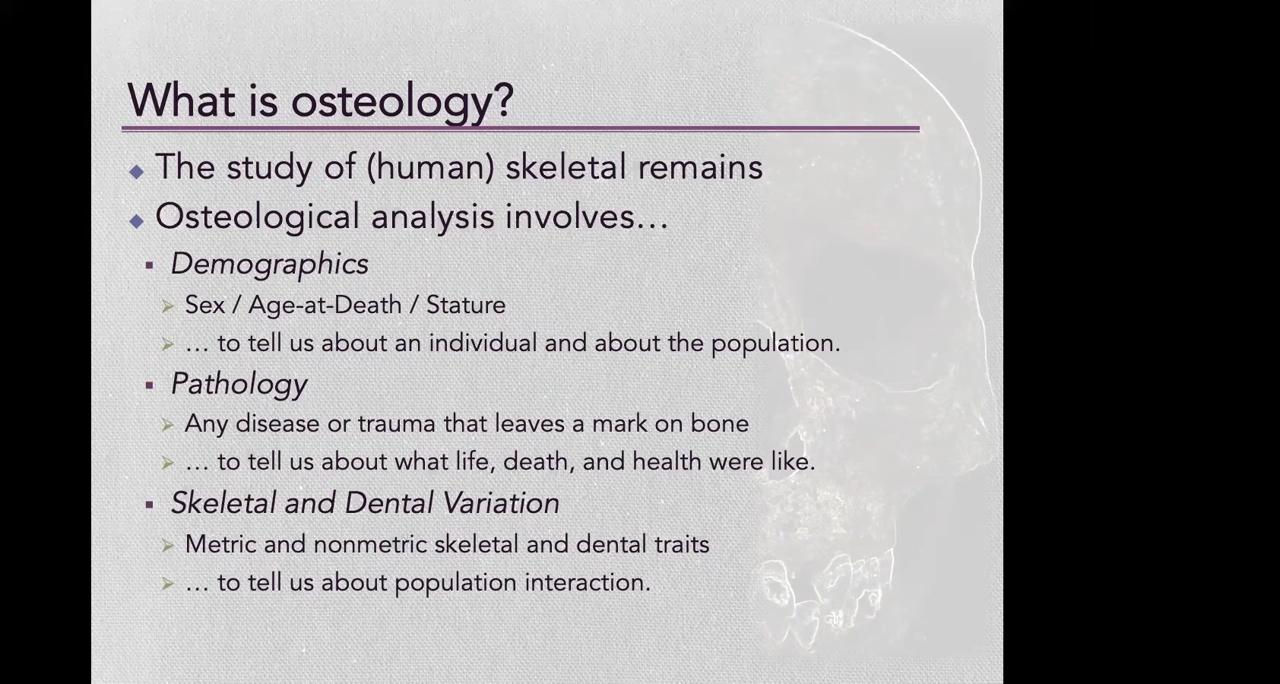 What is osteology?
The study of (human) skeletal remains
Osteological analysis involves…
Demographics
Sex / Age-at-Death / Stature
… to tell us about an individual and about the population.
Pathology
Any disease or trauma that leaves a mark on bone
… to tell us about what life, death, and health were like.
Skeletal and Dental Variation
Metric and nonmetric skeletal and dental traits
… to tell us about population interaction.